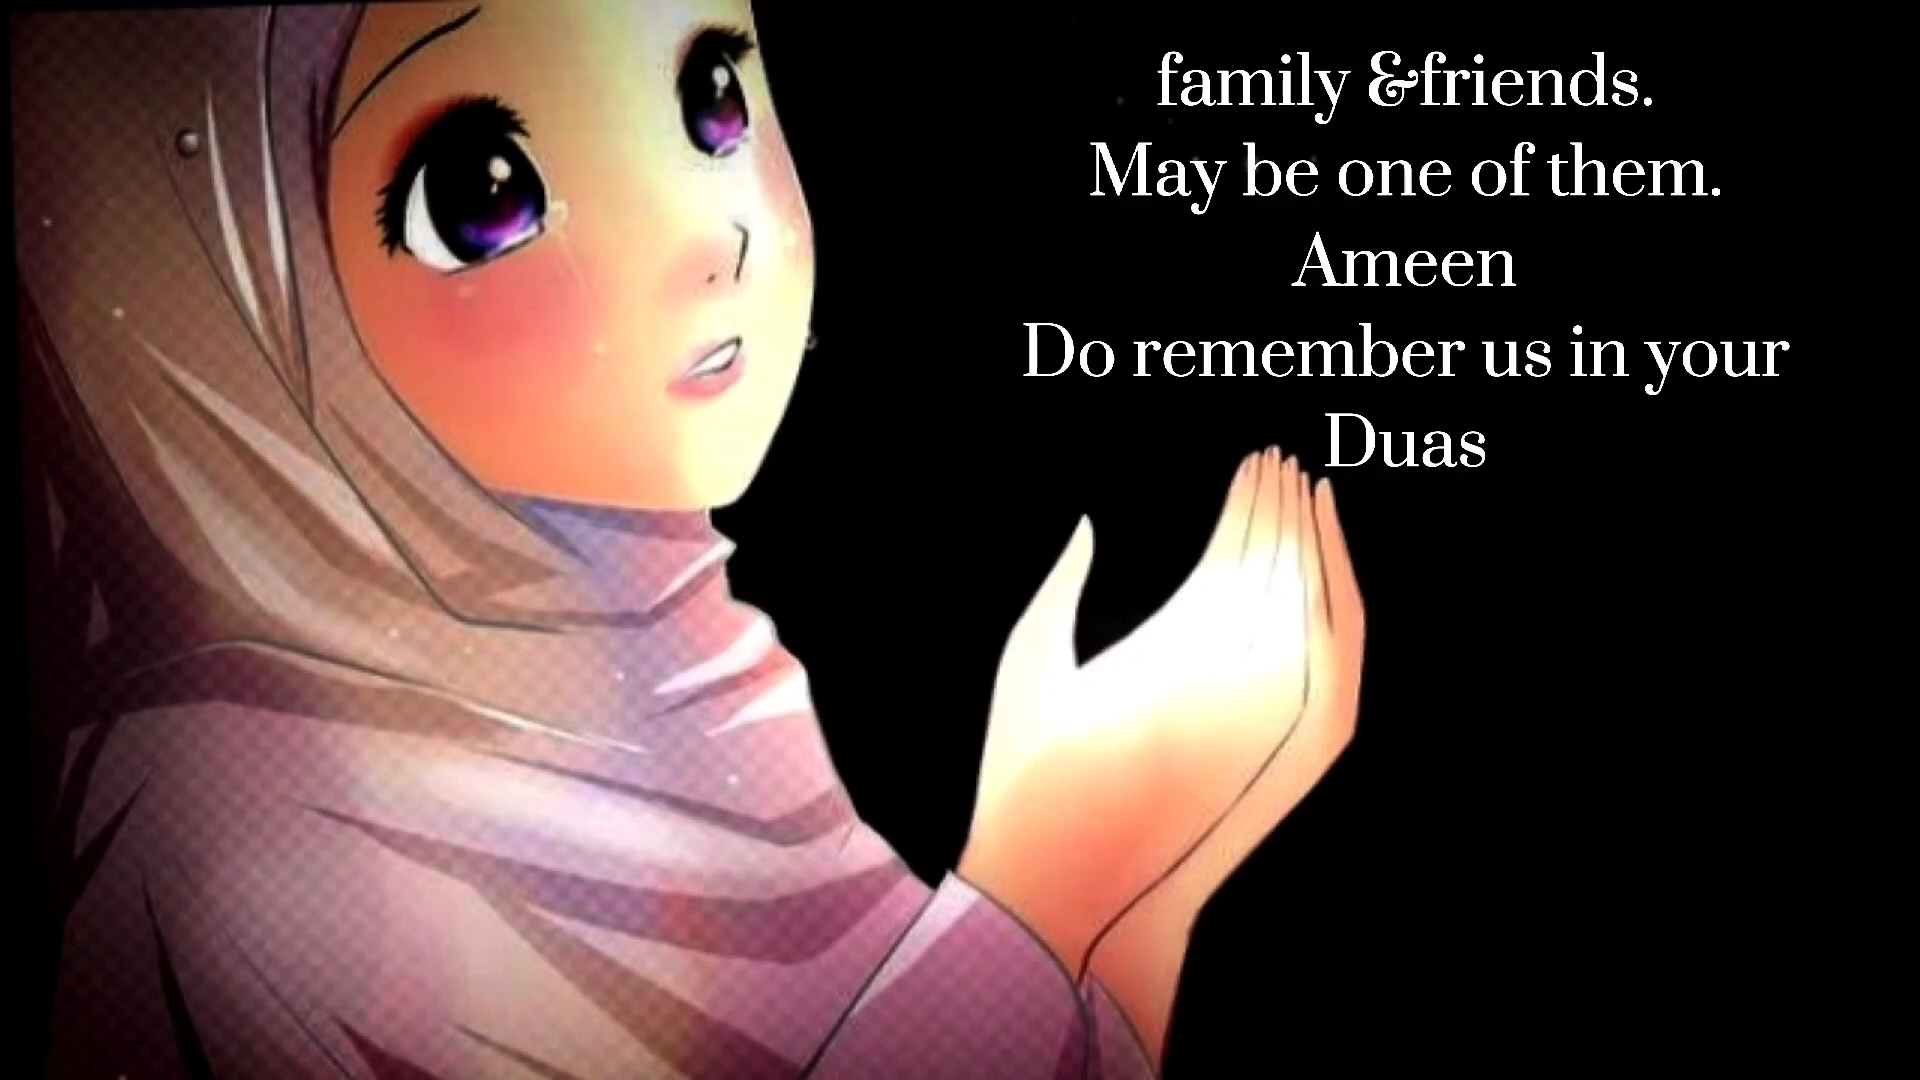 family &friends.
May be one of them.
Ameen
Do remember us in your
Duas